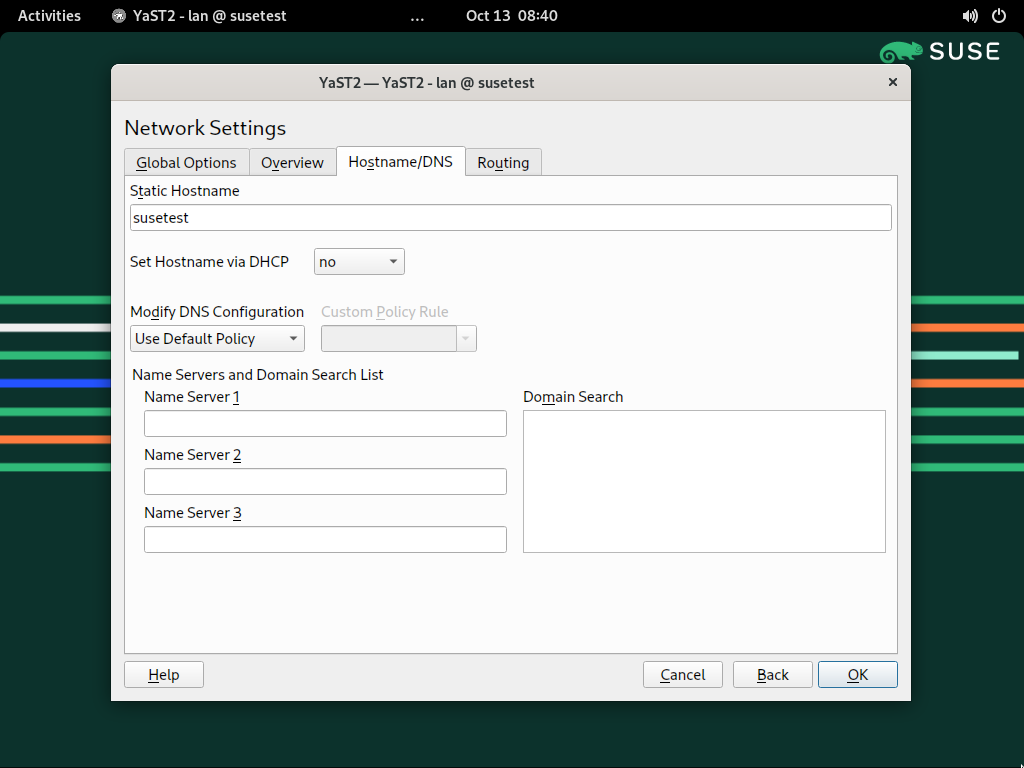 Activities YaST2 - lan @ susetest ... Oct 13 08:40
SUSE
YaST2 — YaST2 - lan @ susetest ×
Network Settings
Global Options Overview Hostname/DNS Routing
Static Hostname
susetest
Set Hostname via DHCP no
Modify DNS Configuration Custom Policy Rule
Use Default Policy
Name Servers and Domain Search List
Name Server 1 Domain Search
Name Server 2
Name Server 3
Help Cancel Back OK